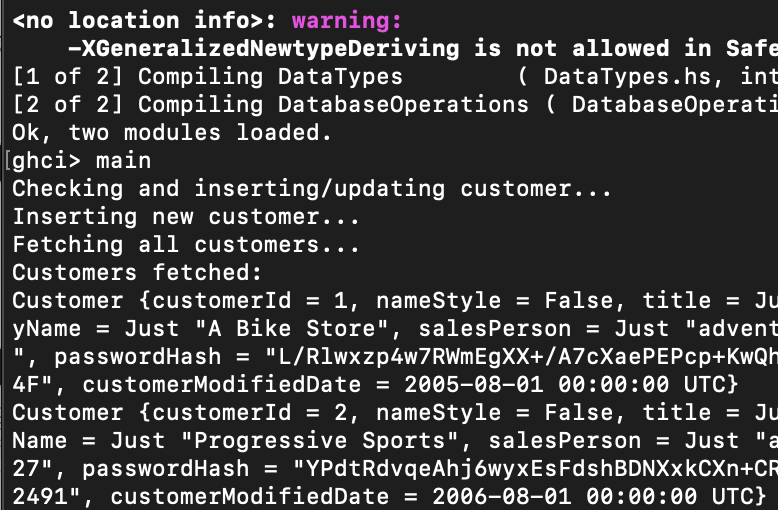 <no location info>: warning:
-XGeneralizedNewtypeDeriving is not allowed in Safe
[1 of 2] Compiling DataTypes ( DataTypes.hs, int
[2 of 2] Compiling DatabaseOperations ( DatabaseOperati
Ok, two modules loaded.
[ghci> main
Checking and inserting/updating customer...
Inserting new customer...
Fetching all customers...
Customers fetched:
Customer {customerId = 1, nameStyle = False, title = Ju
yName = Just "A Bike Store", salesPerson = Just "advent
", passwordHash = "L/Rlwxzp4w7RWmEgXX+/A7cXaePEPcp+KwQh
4F", customerModifiedDate = 2005-08-01 00:00:00 UTC}
Customer {customerId = 2, nameStyle = False, title = Ju
Name = Just "Progressive Sports", salesPerson = Just "a
27", passwordHash = "YPdtRdvqeAhj6wyxEsFdshBDNXxkCXn+CR
2491", customerModifiedDate = 2006-08-01 00:00:00 UTC}